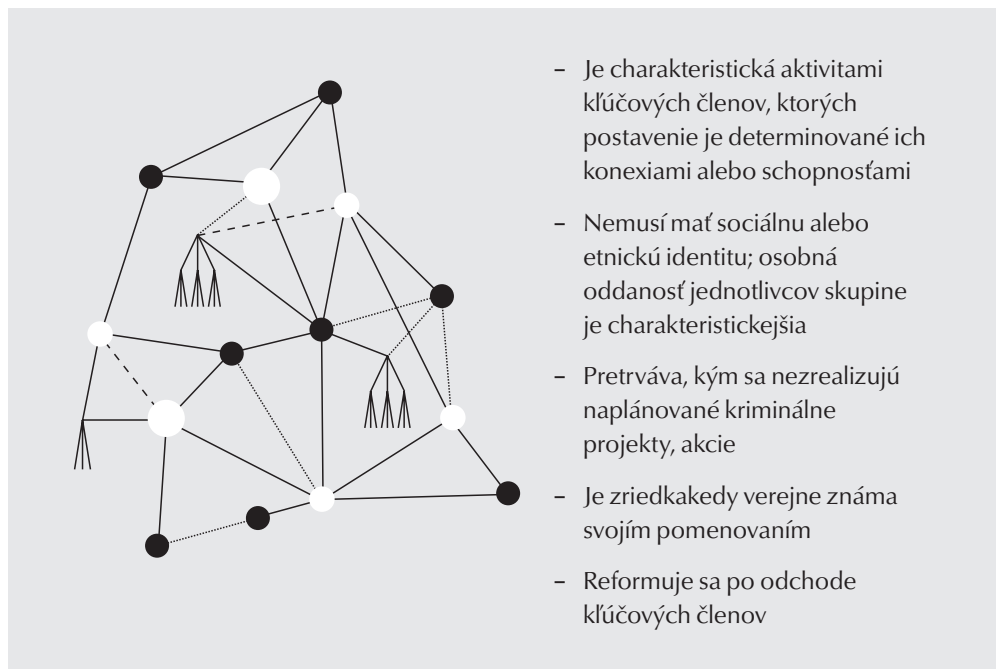 – Je charakteristická aktivitami
kľúčových členov, ktorých
postavenie je determinované ich
konexiami alebo schopnosťami
– Nemusí mať sociálnu alebo
etnickú identitu; osobná
oddanosť jednotlivcov skupine
je charakteristickejšia
– Pretrváva, kým sa nezrealizujú
naplánované kriminálne
projekty, akcie
– Je zriedkakedy verejne známa
svojím pomenovaním
– Reformuje sa po odchode
kľúčových členov